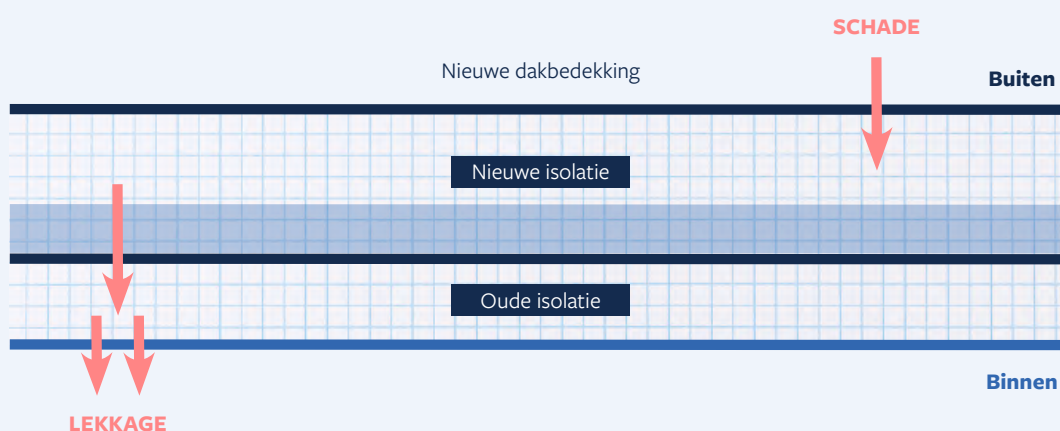 SCHADE
Nieuwe dakbedekking
Buiten
Nieuwe isolatie
Oude isolatie
Binnen
LEKKAGE